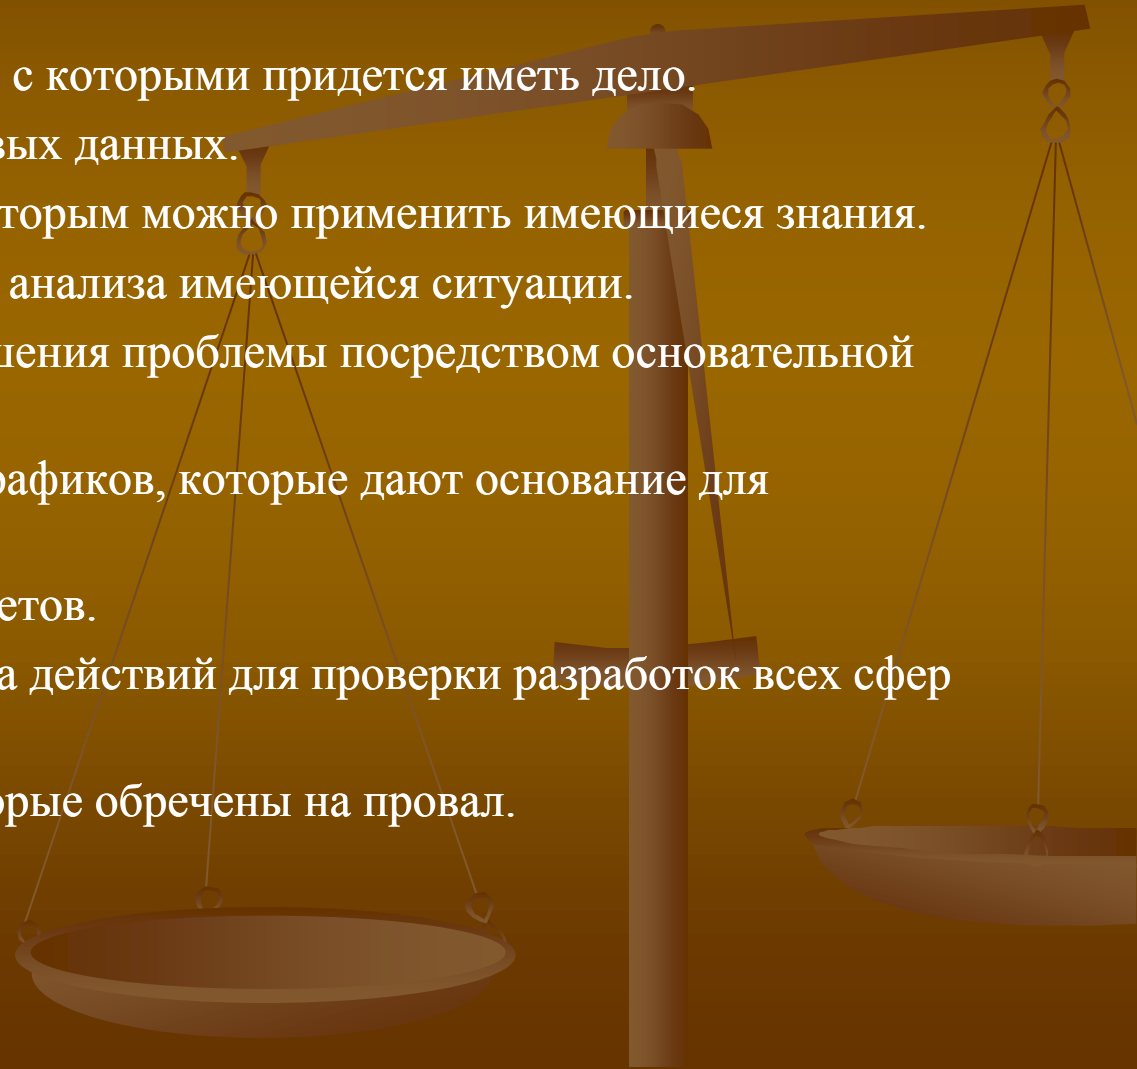 с которыми придется иметь дело.
вых данных.
торым можно применить имеющиеся знания.
анализа имеющейся ситуации.
шения проблемы посредством основательной
рафиков, которые дают основание для
етов.
а действий для проверки разработок всех сфер
орые обречены на провал.